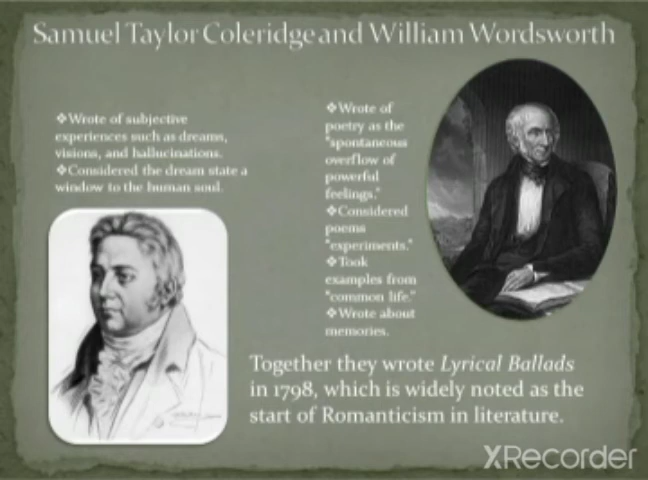 Samuel Taylor Coleridge and William Wordsworth
❖Wrote of subjective
experiences such as dreams,
visions, and hallucinations.
❖Considered the dream state a
window to the human soul.
❖Wrote of
poetry as the
"spontaneous
overflow of
powerful
feelings."
❖Considered
poems
"experiments."
❖Took
examples from
"common life."
❖Wrote about
memories.
Together they wrote Lyrical Ballads
in 1798, which is widely noted as the
start of Romanticism in literature.
XRecorder